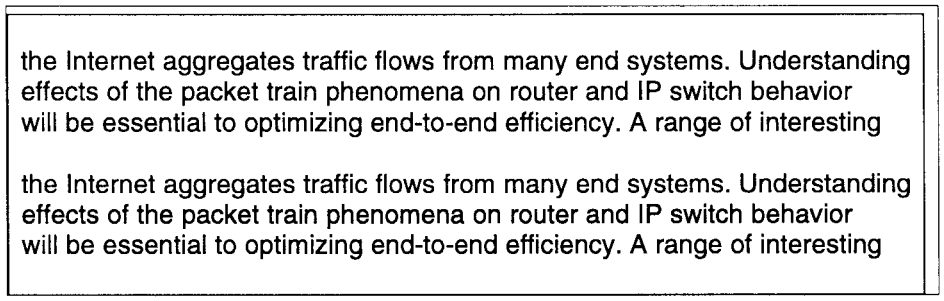 the Internet aggregates traffic flows from many end systems. Understanding
effects of the packet train phenomena on router and IP switch behavior
will be essential to optimizing end-to-end efficiency. A range of interesting
the Internet aggregates traffic flows from many end systems. Understanding
effects of the packet train phenomena on router and IP switch behavior
will be essential to optimizing end-to-end efficiency. A range of interesting